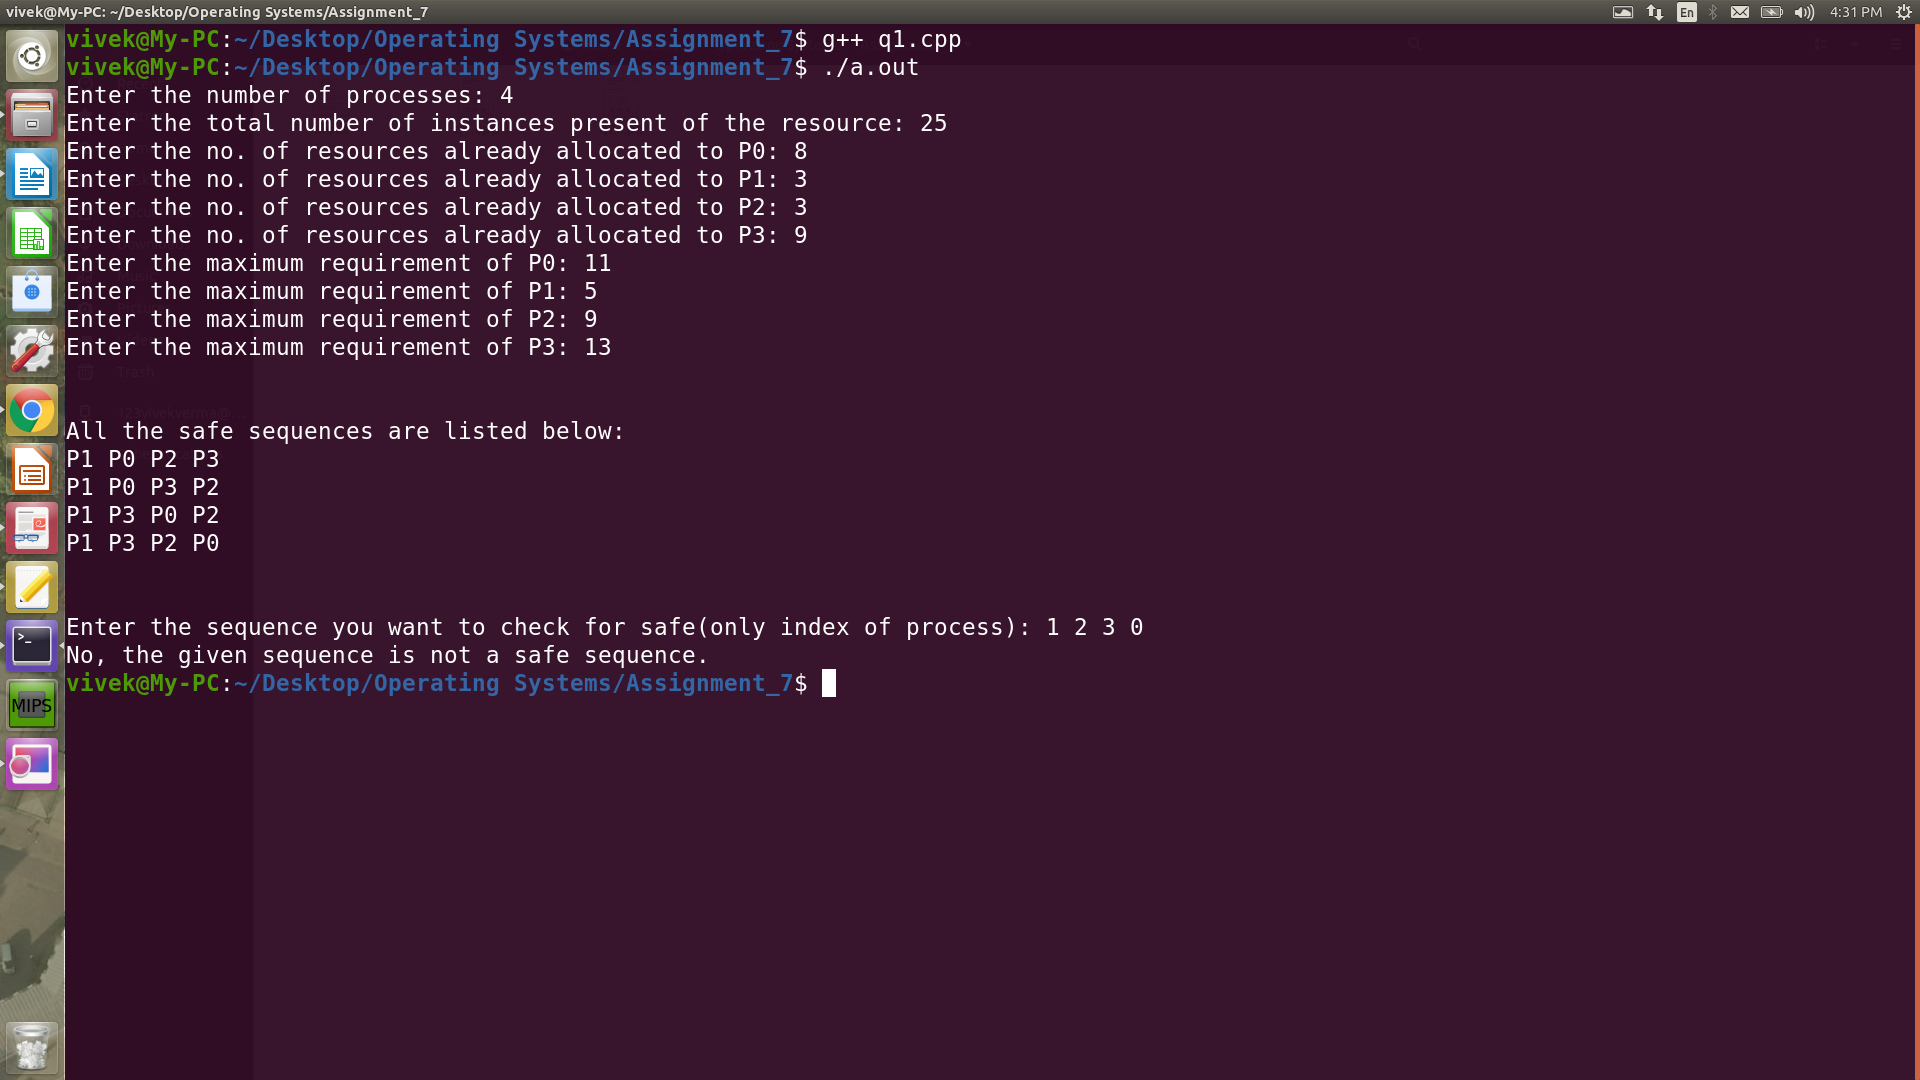 vivek@My-PC: ~/Desktop/Operating Systems/Assignment_7
En
4:31 PM
vivek@My-PC:~/Desktop/Operating Systems/Assignment_7$ g++ q1.cpp
vivek@My-PC:~/Desktop/Operating Systems/Assignment_7$ ./a.out
Enter the number of processes: 4
Enter the total number of instances present of the resource: 25
Enter the no. of resources already allocated to P0: 8
Enter the no. of resources already allocated to P1: 3
Enter the no. of resources already allocated to P2: 3
Enter the no. of resources already allocated to P3: 9
Enter the maximum requirement of P0: 11
Enter the maximum requirement of P1: 5
Enter the maximum requirement of P2: 9
Enter the maximum requirement of P3: 13
Trash
All the safe sequences are listed below:
P1 P0 P2 P3
P1 P0 P3 P2
P1 P3 P0 P2
P1 P3 P2 P0
Enter the sequence you want to check for safe(only index of process): 1 2 3 0
No, the given sequence is not a safe sequence.
vivek@My-PC:~/Desktop/Operating Systems/Assignment_7$
MIPS